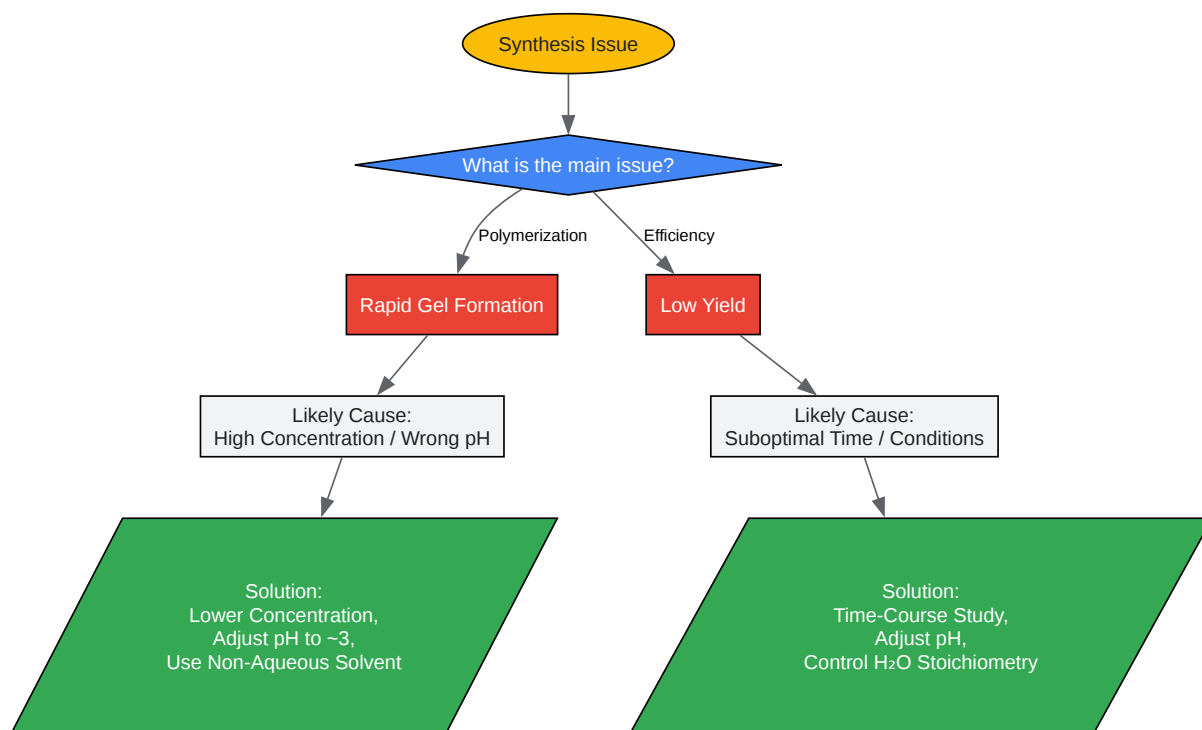 Synthesis Issue
What is the main issue?
Polymerization
Efficiency
Rapid Gel Formation
Low Yield
Likely Cause:
High Concentration / Wrong pH
Likely Cause:
Suboptimal Time / Conditions
Solution:
Lower Concentration,
Adjust pH to ~3,
Use Non-Aqueous Solvent
Solution:
Time-Course Study,
Adjust pH,
Control H₂O Stoichiometry